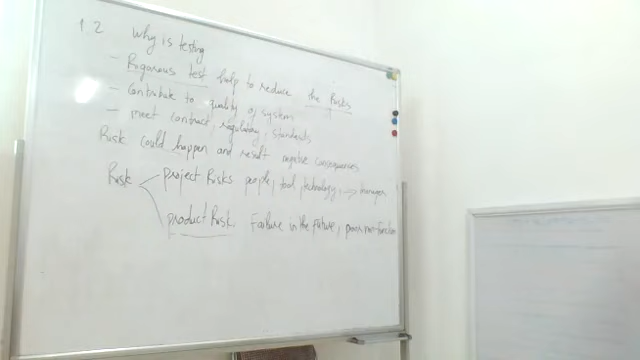 1.2 Why is testing
- Rigorous test help to reduce the Risks
- Contribute to quality of system
- meet contract, regulatory, standards
Risk could happen and result negative consequences
Risk project Risks people, tool, technology, → manager
product Risk Failure in the Future, poor non-function